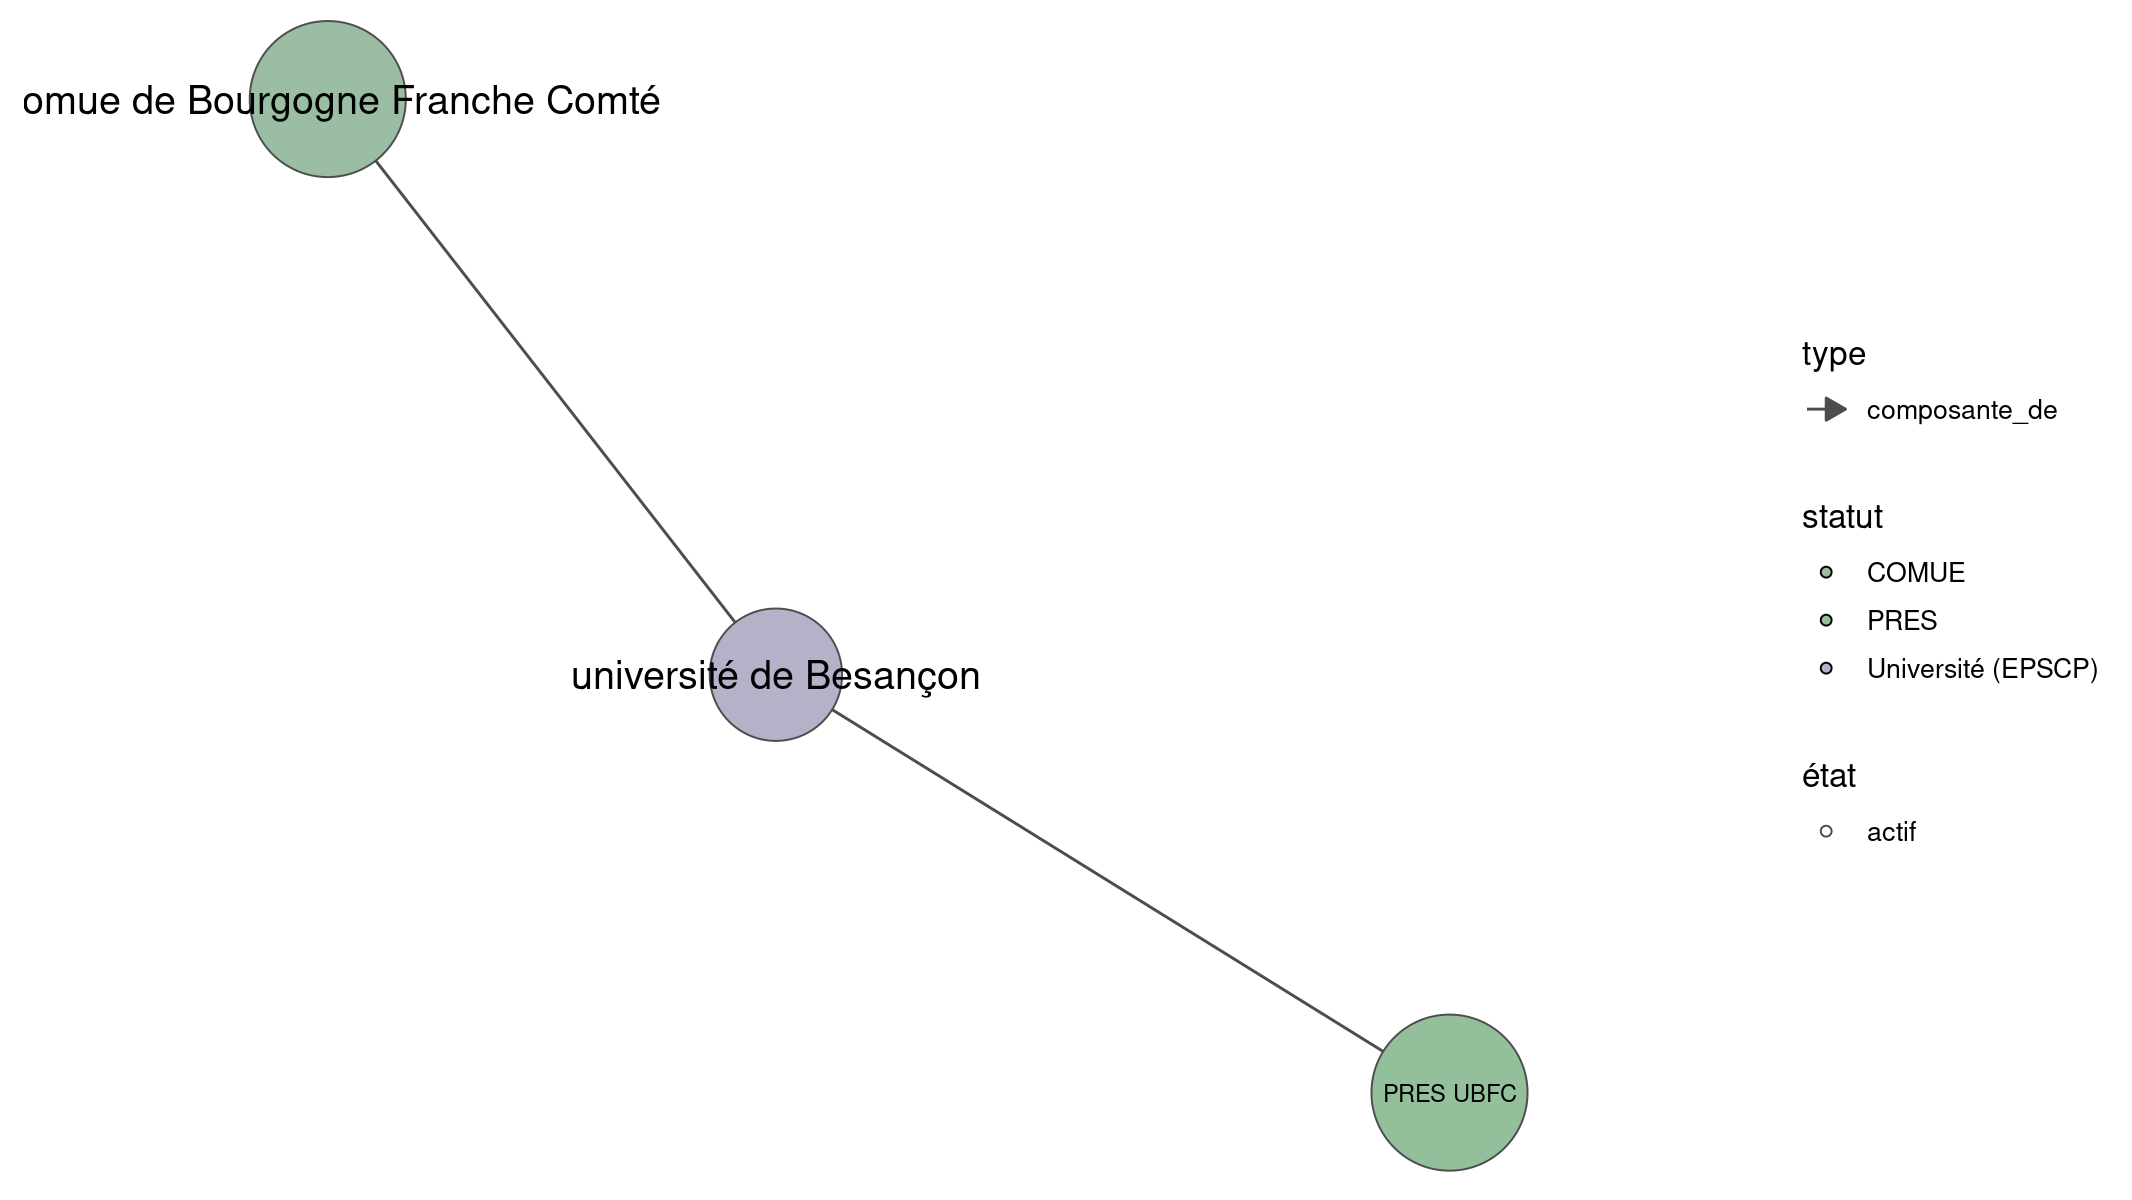 omue de Bourgogne Franche Comté
université de Besançon
PRES UBFC
type
composante_de
statut
COMUE
PRES
Université (EPSCP)
état
actif